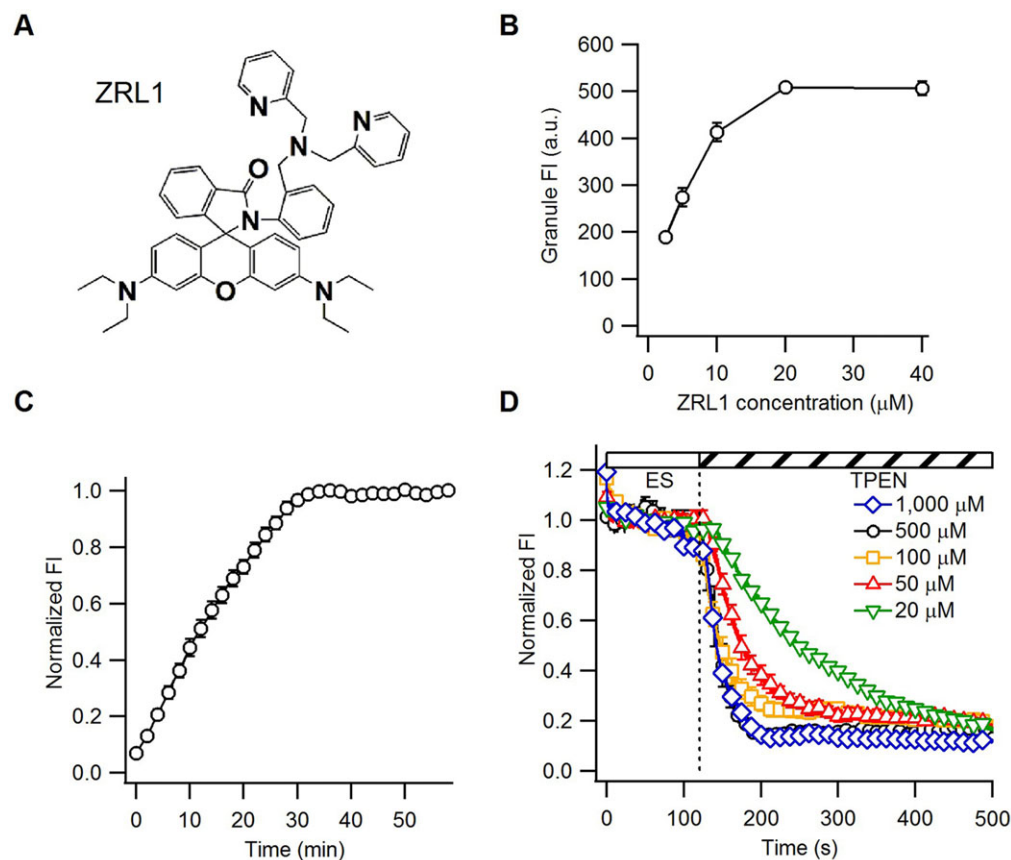 A
ZRL1
N
N
N
O
N
N
O
N
B
600
500
400
300
200
100
0
Granule FI (a.u.)
0 10 20 30 40
ZRL1 concentration (μM)
C
1.0
0.8
0.6
0.4
0.2
0.0
Normalized FI
0 10 20 30 40 50
Time (min)
D
1.2
1.0
0.8
0.6
0.4
0.2
0.0
Normalized FI
ES
TPEN
1,000 μM
500 μM
100 μM
50 μM
20 μM
0 100 200 300 400 500
Time (s)